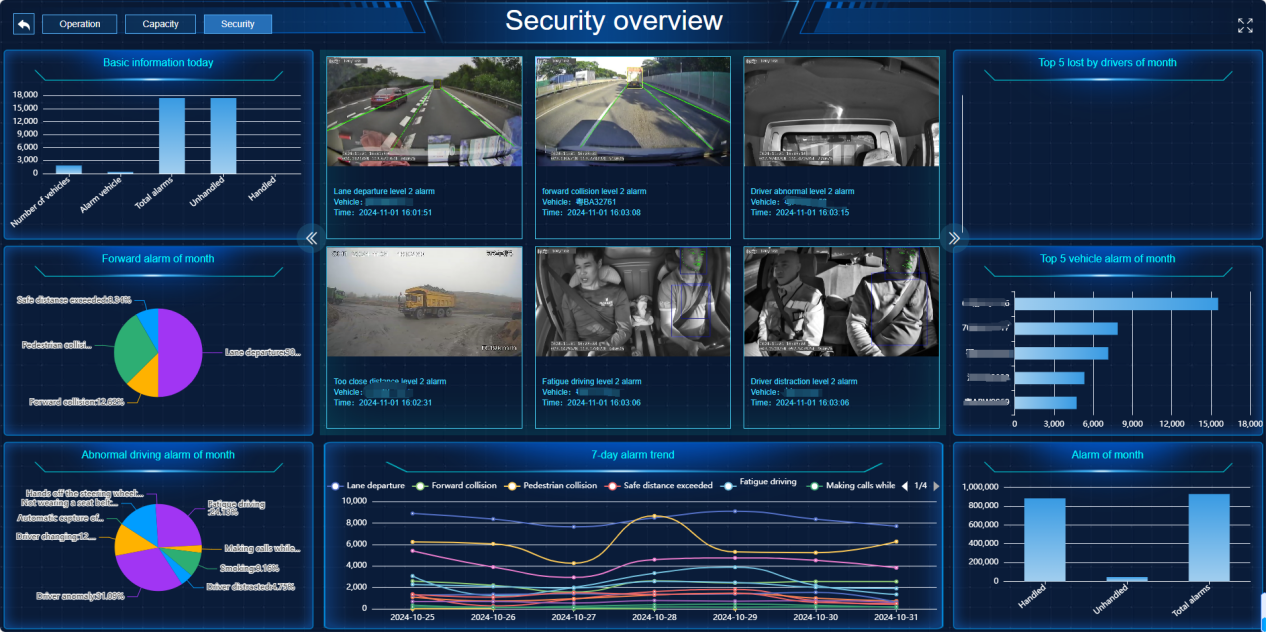 Operation
Capacity
Security
Security overview
Basic information today
18,000
15,000
12,000
9,000
6,000
3,000
0
Number of vehicles
Alarm vehicle
Total alarms
Unhandled
Handled
Lane departure level 2 alarm
Vehicle:
Time: 2024-11-01 16:01:51
forward collision level 2 alarm
Vehicle: 粤BA32761
Time: 2024-11-01 16:03:08
Driver abnormal level 2 alarm
Vehicle:
Time: 2024-11-01 16:03:15
Top 5 lost by drivers of month
Forward alarm of month
Safe distance exceeded
Pedestrian collisi...
Lane departure
Forward collision
Too close distance level 2 alarm
Vehicle:
Time: 2024-11-01 16:02:31
Fatigue driving level 2 alarm
Vehicle:
Time: 2024-11-01 16:03:06
Driver distraction level 2 alarm
Vehicle:
Time: 2024-11-01 16:03:06
Top 5 vehicle alarm of month
0
3,000
6,000
9,000
12,000
15,000
18,000
Abnormal driving alarm of month
Hands off the steering wheel...
Not wearing a seat belt...
Automatic capture of...
Driver changing:12...
Driver anomaly
Fatigue driving
Making calls while...
Smoking
Driver distracted
7-day alarm trend
Lane departure
Forward collision
Pedestrian collision
Safe distance exceeded
Fatigue driving
Making calls while
1/4
10,000
8,000
6,000
4,000
2,000
0
2024-10-25
2024-10-26
2024-10-27
2024-10-28
2024-10-29
2024-10-30
2024-10-31
Alarm of month
1,000,000
800,000
600,000
400,000
200,000
0
Handled
Unhandled
Total alarms